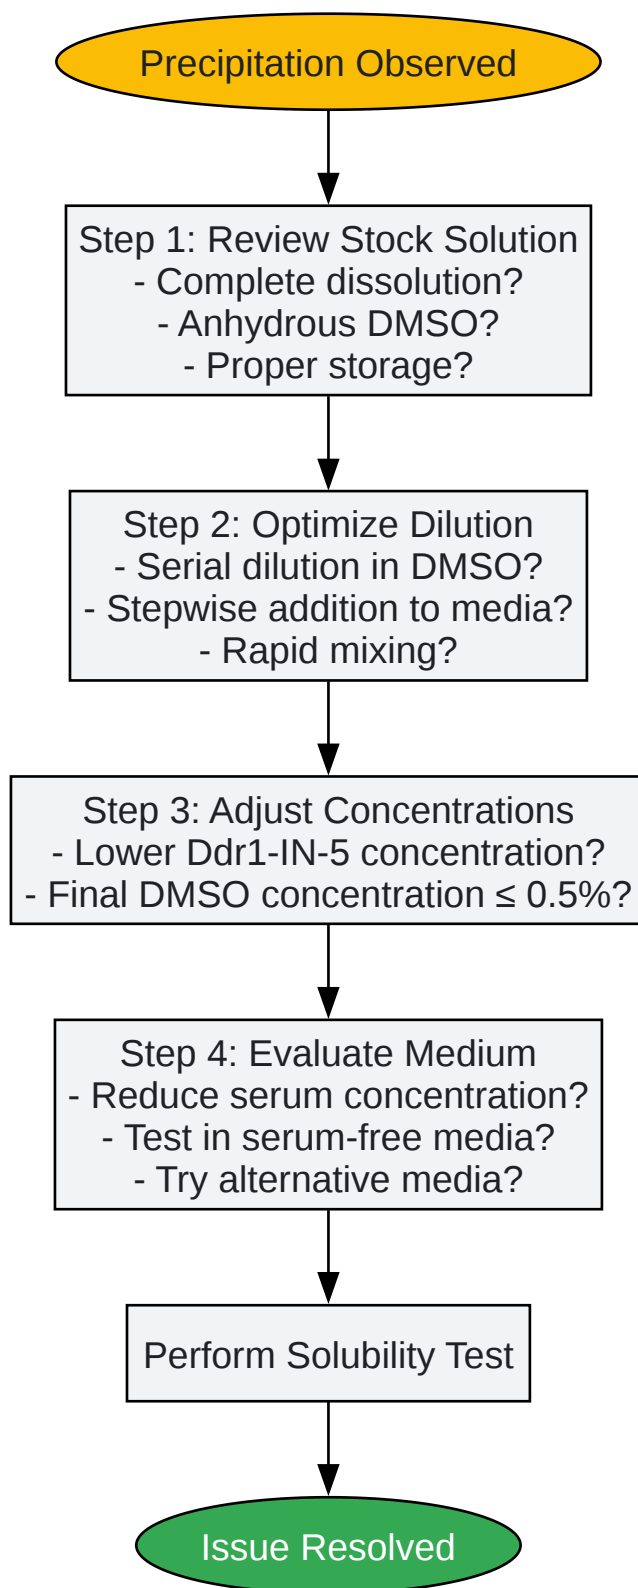 Precipitation Observed
Step 1: Review Stock Solution
- Complete dissolution?
- Anhydrous DMSO?
- Proper storage?
Step 2: Optimize Dilution
- Serial dilution in DMSO?
- Stepwise addition to media?
- Rapid mixing?
Step 3: Adjust Concentrations
- Lower Ddr1-IN-5 concentration?
- Final DMSO concentration ≤ 0.5%?
Step 4: Evaluate Medium
- Reduce serum concentration?
- Test in serum-free media?
- Try alternative media?
Perform Solubility Test
Issue Resolved